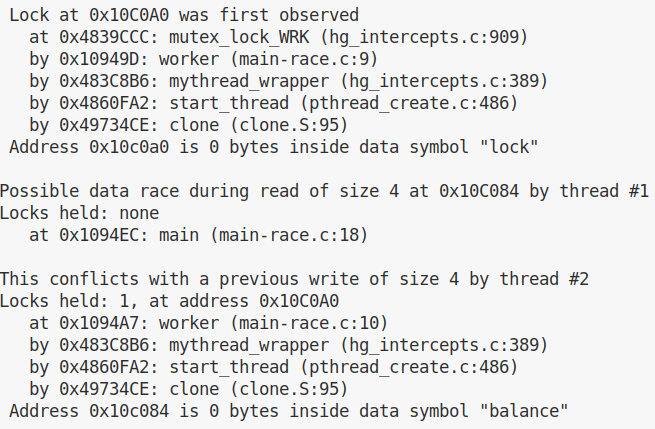 Lock at 0x10C0A0 was first observed
at 0x4839CCC: mutex_lock_WRK (hg_intercepts.c:909)
by 0x10949D: worker (main-race.c:9)
by 0x483C8B6: mythread_wrapper (hg_intercepts.c:389)
by 0x4860FA2: start_thread (pthread_create.c:486)
by 0x49734CE: clone (clone.S:95)
Address 0x10c0a0 is 0 bytes inside data symbol "lock"
Possible data race during read of size 4 at 0x10C084 by thread #1
Locks held: none
at 0x1094EC: main (main-race.c:18)
This conflicts with a previous write of size 4 by thread #2
Locks held: 1, at address 0x10C0A0
at 0x1094A7: worker (main-race.c:10)
by 0x483C8B6: mythread_wrapper (hg_intercepts.c:389)
by 0x4860FA2: start_thread (pthread_create.c:486)
by 0x49734CE: clone (clone.S:95)
Address 0x10c084 is 0 bytes inside data symbol "balance"